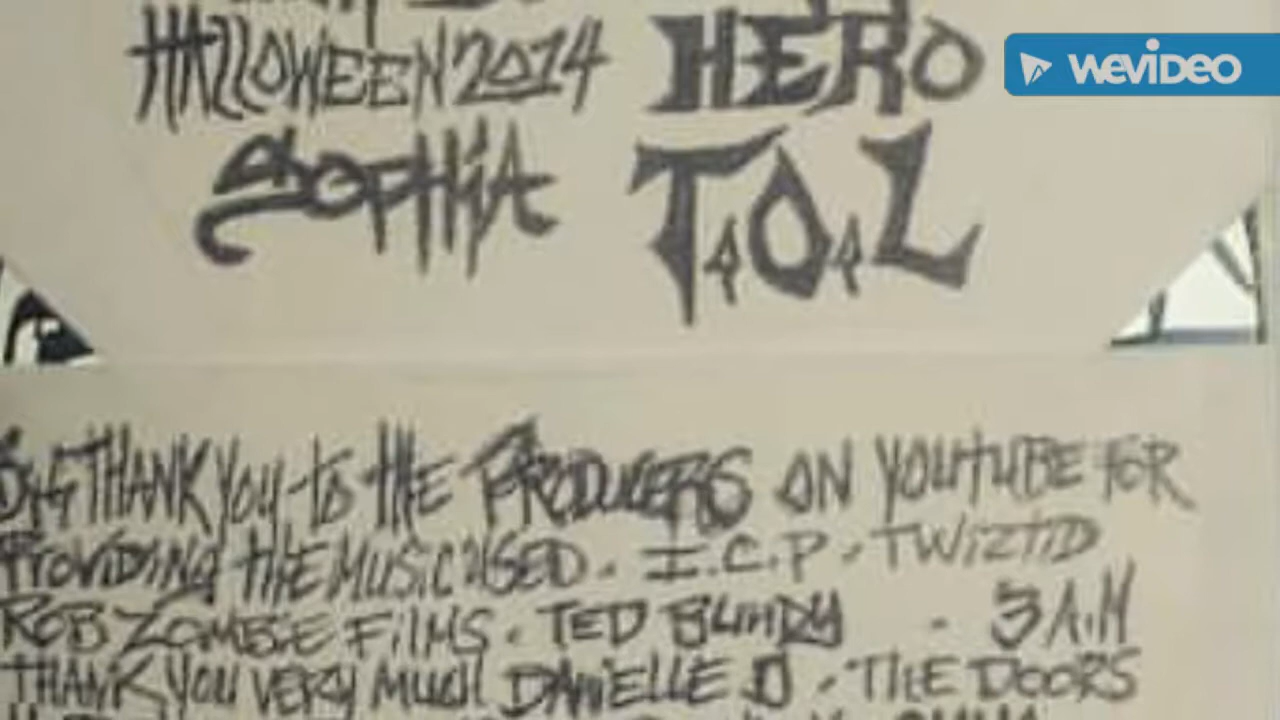 HALLOWEEN 2014
HERO
WEVIDEO
SOPHiA
T.O.L
BiG THANK YOU to tHE PRODUCERS ON YOUTUBE FOR
PROViDiNG tHE MUSiC USED. I.C.P. TWiZTiD
ROB ZOMBiE FiLMS. TED BUNDY. 3 A.M
THANK YOU VERY MUCH DANiELLE D. THE DOORS